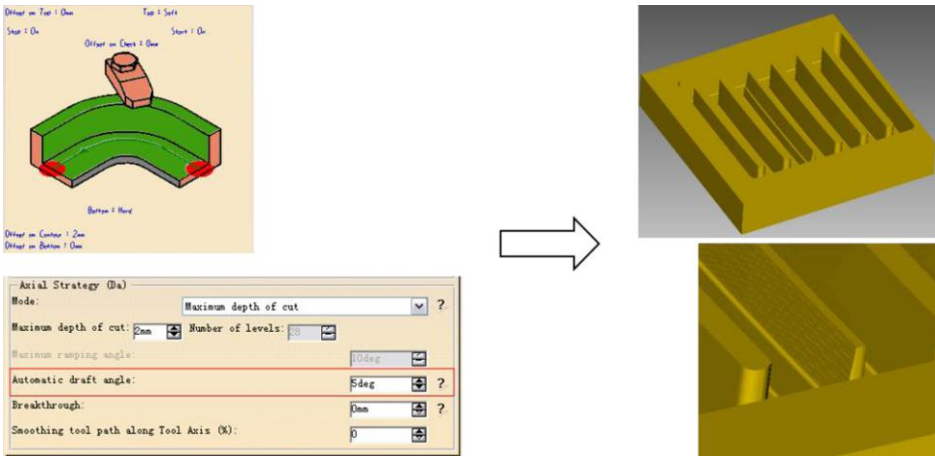 Offset on Top : 0mm
Top : Soft
Stop : On
Start : On
Offset on Check : 0mm
Bottom : Hard
Offset on Contour : 2mm
Offset on Bottom : 0mm
Axial Strategy (Da)
Mode: Maximum depth of cut ?
Maximum depth of cut: 2mm Number of levels: 28
Maximum ramping angle: 10deg
Automatic draft angle: 5deg ?
Breakthrough: 0mm ?
Smoothing tool path along Tool Axis (%): 0